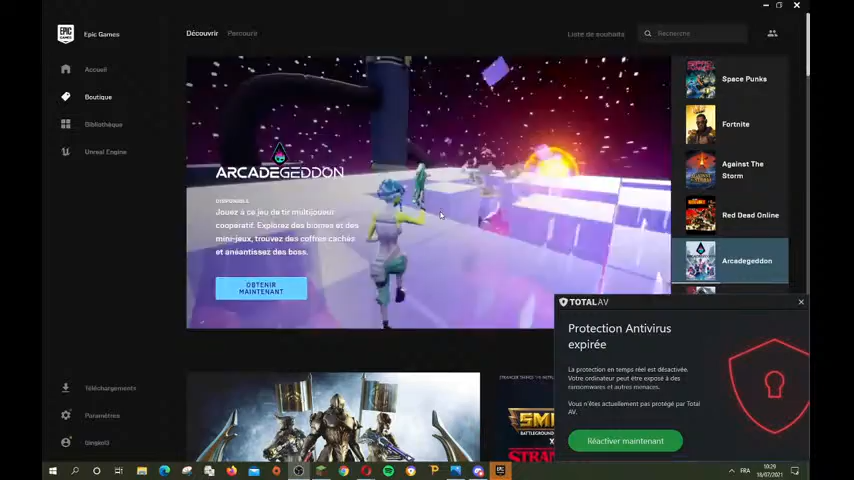 EPIC GAMES
Epic Games
Découvrir
Parcourir
Liste de souhaits
Recherche
Accueil
Boutique
Bibliothèque
Unreal Engine
ARCADEGEDDON
DISPONIBLE
Jouez à ce jeu de tir multijoueur
coopératif. Explorez des biomes et des
mini-jeux, trouvez des coffres cachés
et anéantissez des boss.
OBTENIR
MAINTENANT
Space Punks
Fortnite
Against The
Storm
Red Dead Online
Arcadegeddon
TOTAL AV
Protection Antivirus
expirée
La protection en temps réel est désactivée.
Votre ordinateur peut être exposé à des
ransomwares et autres menaces.
Vous n'êtes actuellement pas protégé par Total
AV.
Réactiver maintenant
Téléchargements
Paramètres
FRA
10:29
18/07/2021